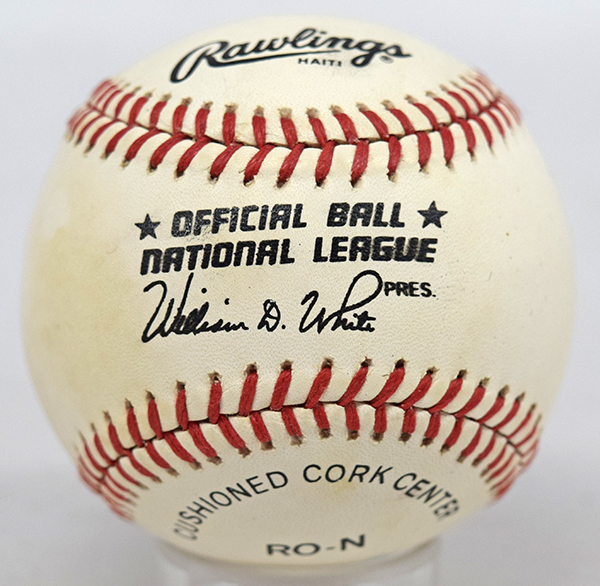 Rawlings®
HAITI
★ OFFICIAL BALL ★
NATIONAL LEAGUE
William D. White PRES.
CUSHIONED CORK CENTER
RO-N